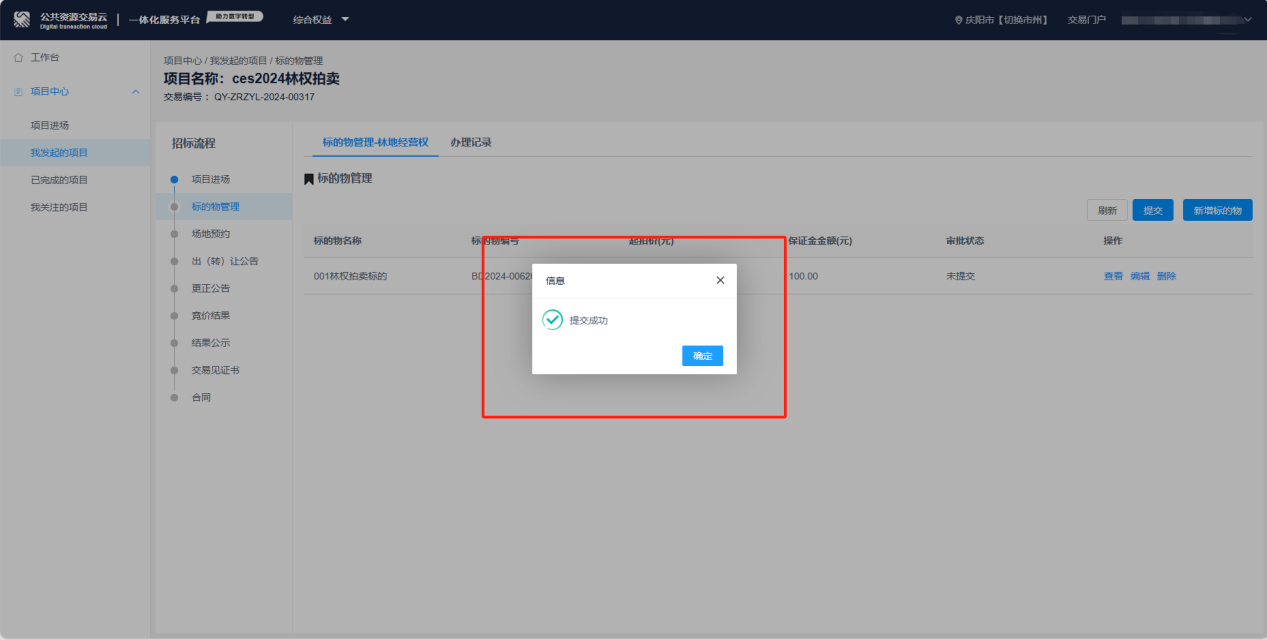 公共资源交易云
Digital transaction cloud
一体化服务平台
助力数字转型
综合权益
庆阳市【切换市州】
交易门户
工作台
项目中心
项目进场
我发起的项目
已完成的项目
我关注的项目
项目中心 / 我发起的项目 / 标的物管理
项目名称：ces2024林权拍卖
交易编号： QY-ZRZYL-2024-00317
招标流程
项目进场
标的物管理
场地预约
出（转）让公告
更正公告
竞价结果
结果公示
交易见证书
合同
标的物管理-林地经营权 办理记录
标的物管理
刷新 提交 新增标的物
标的物名称 标的物编号 起拍价(元) 保证金金额(元) 审批状态 操作
001林权拍卖标的 BD2024-0062 100.00 未提交 查看 编辑 删除
信息
提交成功
确定